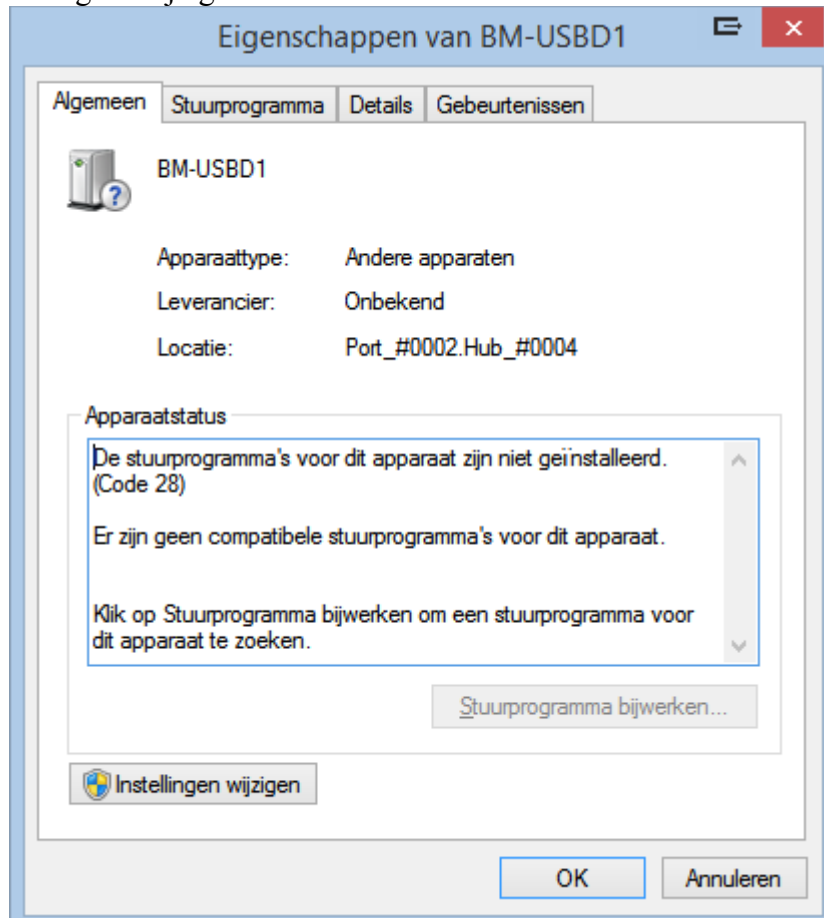 Eigenschappen van BM-USBD1
Algemeen Stuurprogramma Details Gebeurtenissen
BM-USBD1
Apparaattype: Andere apparaten
Leverancier: Onbekend
Locatie: Port_#0002.Hub_#0004
Apparaatstatus
De stuurprogramma's voor dit apparaat zijn niet geïnstalleerd.
(Code 28)
Er zijn geen compatibele stuurprogramma's voor dit apparaat.
Klik op Stuurprogramma bijwerken om een stuurprogramma voor
dit apparaat te zoeken.
Stuurprogramma bijwerken...
Instellingen wijzigen
OK Annuleren